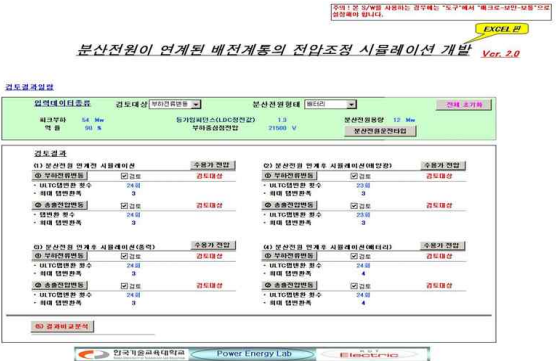 주의 ! 본 S/W를 사용하는 경우에는 "도구"에서 "매크로-보안-보통"으로
설정해야 합니다.
EXCEL 판
분산전원이 연계된 배전계통의 전압조정 시뮬레이션 개발 Ver. 7.0
검토결과일람
입력데이타종류 검토대상 부하전류변동 분산전원형태 배터리 전체 초기화
피크부하 54 Mw 등가임피던스(LDC정정값) 1.3 분산전원용량 12 Mw
역 률 90 % 부하중심점전압 21500 V 분산전원운전타입
검토결과
(1) 분산전원 연계전 시뮬레이션 수용가 전압 (2) 분산전원 연계후 시뮬레이션(태양광) 수용가 전압
① 부하전류변동 검토 검토대상 ① 부하전류변동 검토 검토대상
· ULTC탭변환 횟수 24회 · ULTC탭변환 횟수 23회
· 최대 탭변환폭 3 · 최대 탭변환폭 3
② 송출전압변동 검토 검토대상 ② 송출전압변동 검토 검토대상
· 탭변환 횟수 24회 · ULTC탭변환 횟수 23회
· 최대 탭변환폭 3 · 최대 탭변환폭 3
(3) 분산전원 연계후 시뮬레이션(풍력) 수용가 전압 (4) 분산전원 연계후 시뮬레이션(배터리) 수용가 전압
① 부하전류변동 검토 검토대상 ① 부하전류변동 검토 검토대상
· ULTC탭변환 횟수 24회 · ULTC탭변환 횟수
· 최대 탭변환폭 3 · 최대 탭변환폭 4
② 송출전압변동 검토 검토대상 ② 송출전압변동 검토 검토대상
· ULTC탭변환 횟수 24회 · ULTC탭변환 횟수
· 최대 탭변환폭 3 · 최대 탭변환폭 4
(5) 결과비교분석
한국기술교육대학교 Power Energy Lab Electric